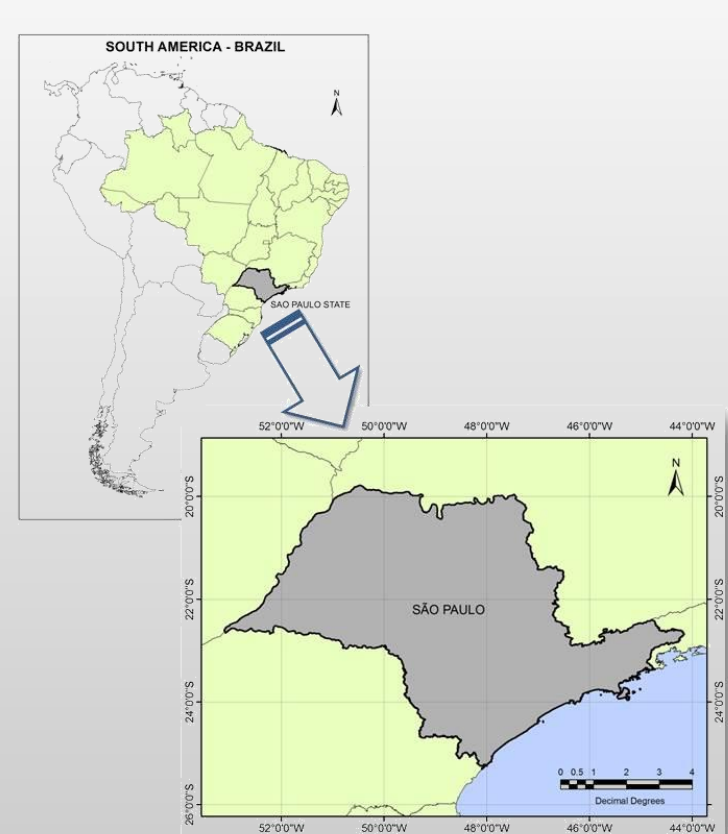 SOUTH AMERICA - BRAZIL
N
SAO PAULO STATE
52°0'0"W 50°0'0"W 48°0'0"W 46°0'0"W 44°0'0"W
N
20°0'0"S 20°0'0"S
22°0'0"S 22°0'0"S
SÃO PAULO
24°0'0"S 24°0'0"S
0 0.5 1 2 3 4
Decimal Degrees
26°0'0"S 26°0'0"S
52°0'0"W 50°0'0"W 48°0'0"W 46°0'0"W 44°0'0"W